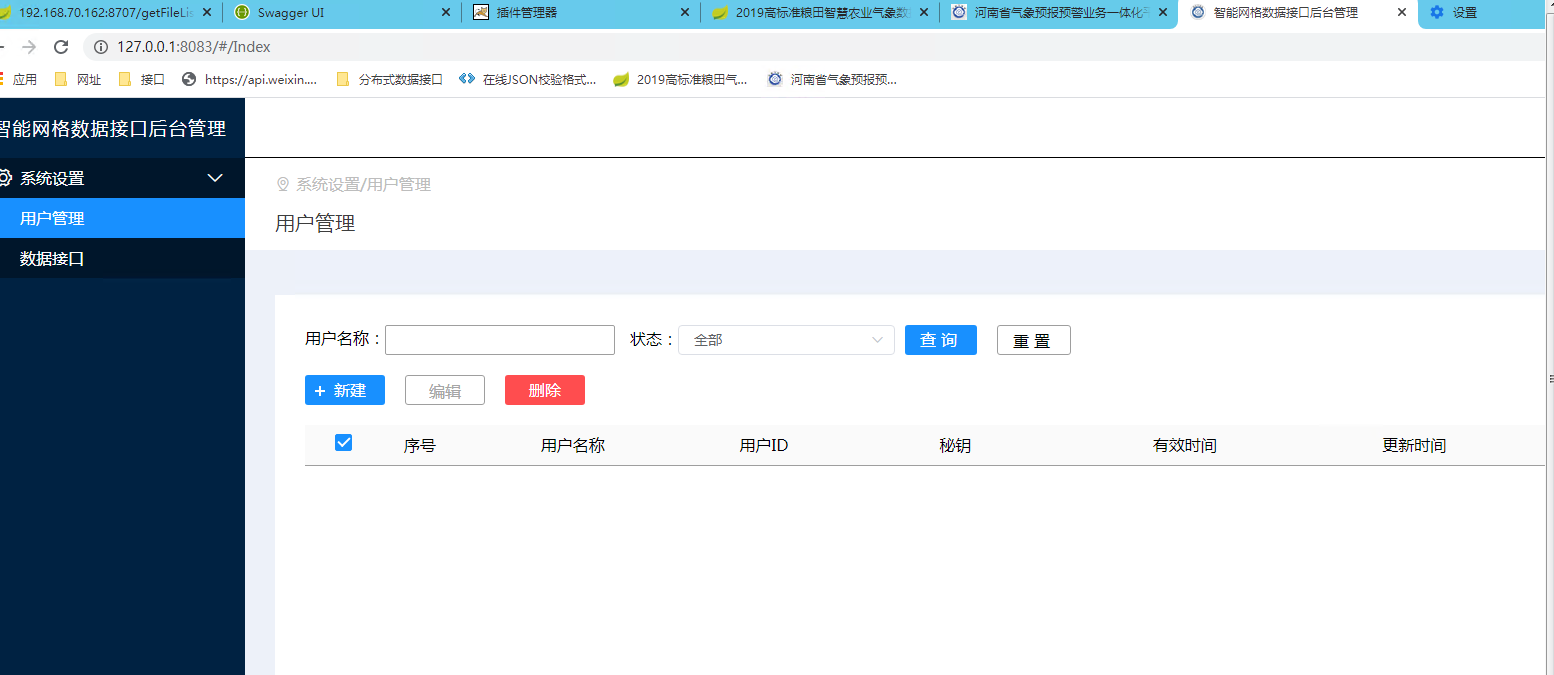 192.168.70.162:8707/getFileLis Swagger UI 插件管理器 2019高标准粮田智慧农业气象数 河南省气象预报预警业务一体化平 智能网格数据接口后台管理 设置
127.0.0.1:8083/#/Index
应用 网址 接口 https://api.weixin.... 分布式数据接口 在线JSON校验格式... 2019高标准粮田气... 河南省气象预报预...
智能网格数据接口后台管理
系统设置
用户管理
数据接口
系统设置/用户管理
用户管理
用户名称： 状态： 全部 查 询 重 置
+ 新建 编辑 删除
序号 用户名称 用户ID 秘钥 有效时间 更新时间